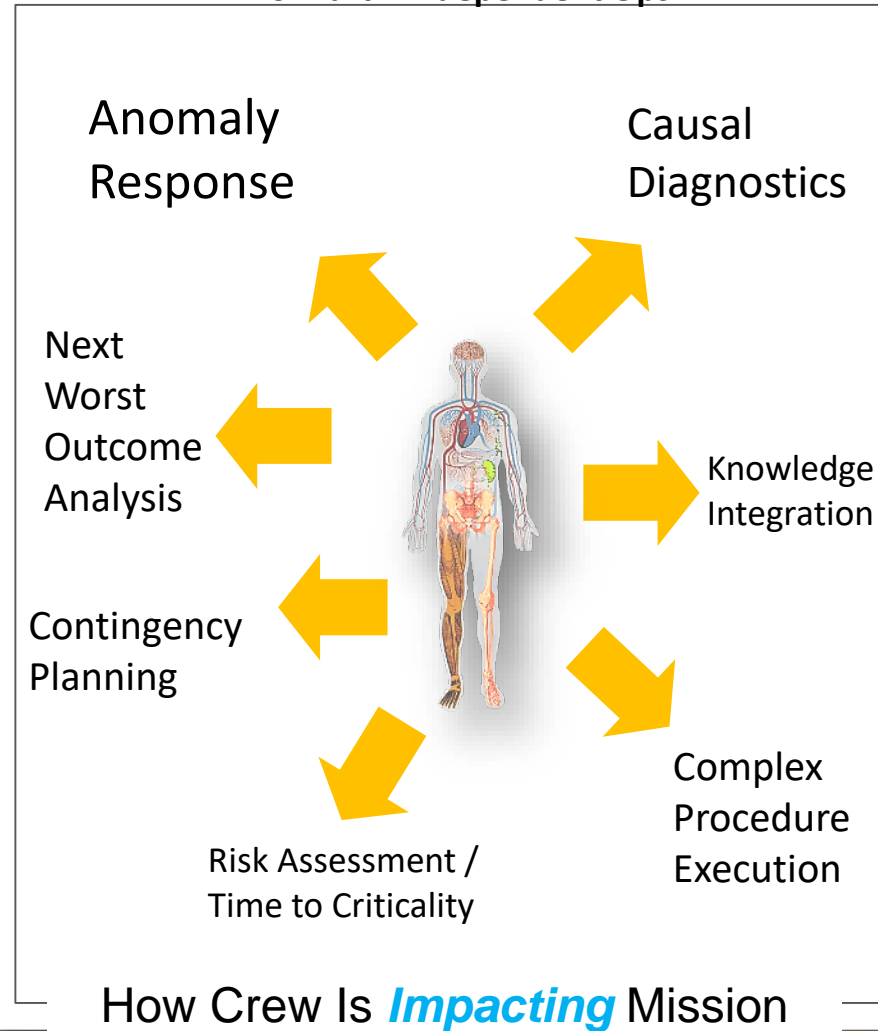 Anomaly
Response
Causal
Diagnostics
Next
Worst
Outcome
Analysis
Knowledge
Integration
Contingency
Planning
Complex
Procedure
Execution
Risk Assessment /
Time to Criticality
How Crew Is Impacting Mission